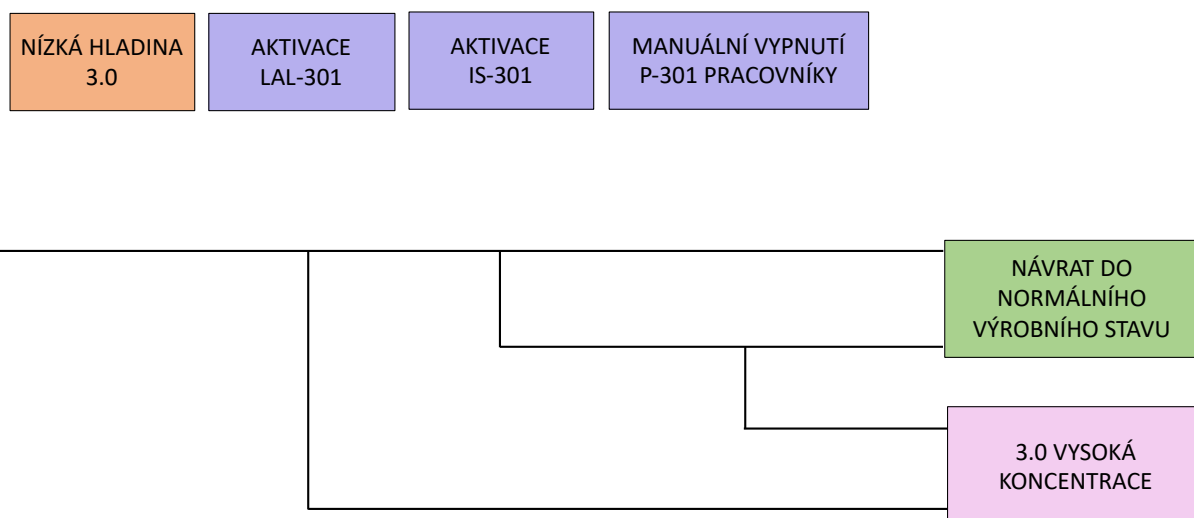 NÍZKÁ HLADINA
3.0
AKTIVACE
LAL-301
AKTIVACE
IS-301
MANUÁLNÍ VYPNUTÍ
P-301 PRACOVNÍKY
NÁVRAT DO
NORMÁLNÍHO
VÝROBNÍHO STAVU
3.0 VYSOKÁ
KONCENTRACE